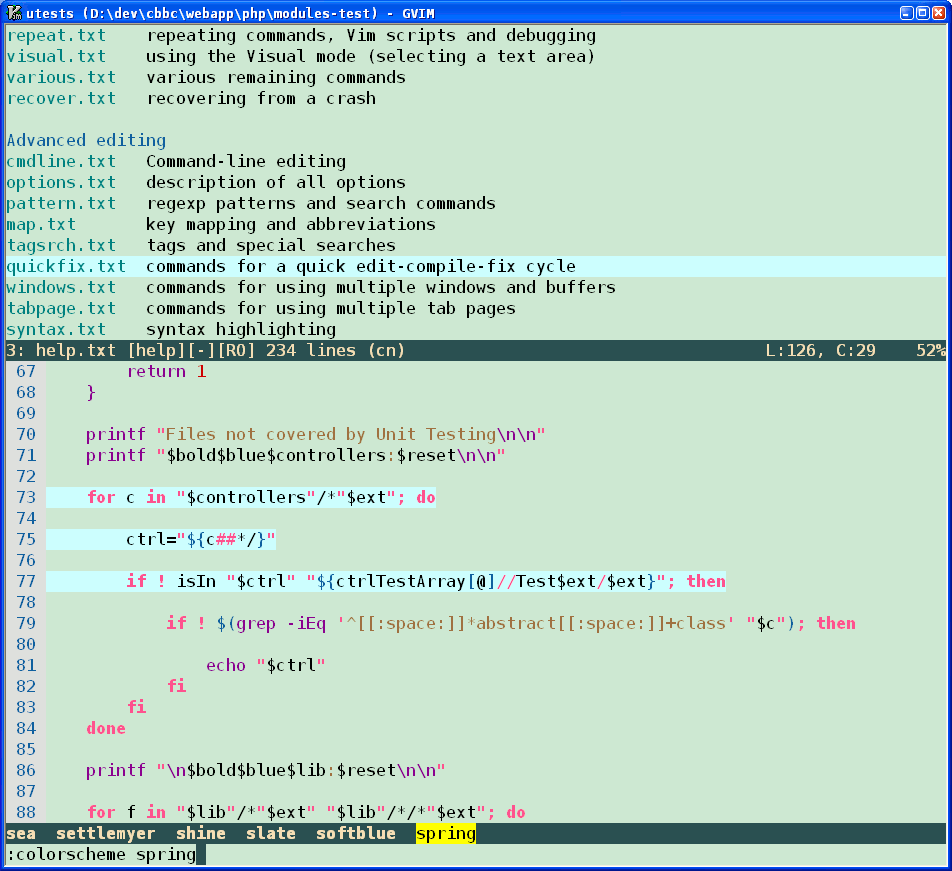 utests (D:\dev\cbbc\webapp\php\modules-test) - GVIM
repeat.txt    repeating commands, Vim scripts and debugging
visual.txt    using the Visual mode (selecting a text area)
various.txt   various remaining commands
recover.txt   recovering from a crash

Advanced editing
cmdline.txt   Command-line editing
options.txt   description of all options
pattern.txt   regexp patterns and search commands
map.txt       key mapping and abbreviations
tagsrch.txt   tags and special searches
quickfix.txt  commands for a quick edit-compile-fix cycle
windows.txt   commands for using multiple windows and buffers
tabpage.txt   commands for using multiple tab pages
syntax.txt    syntax highlighting
3: help.txt [help][-][RO] 234 lines (cn)                                    L:126, C:29    52%
67         return 1
68     }
69
70     printf "Files not covered by Unit Testing\n\n"
71     printf "$bold$blue$controllers:$reset\n\n"
72
73     for c in "$controllers"/*"$ext"; do
74
75         ctrl="${c##*/}"
76
77         if ! isIn "$ctrl" "${ctrlTestArray[@]//Test$ext/$ext}"; then
78
79             if ! $(grep -iEq '^[[:space:]]*abstract[[:space:]]+class' "$c"); then
80
81                 echo "$ctrl"
82             fi
83         fi
84     done
85
86     printf "\n$bold$blue$lib:$reset\n\n"
87
88     for f in "$lib"/*"$ext" "$lib"/*/*"$ext"; do
sea  settlemyer  shine  slate  softblue  spring
:colorscheme spring